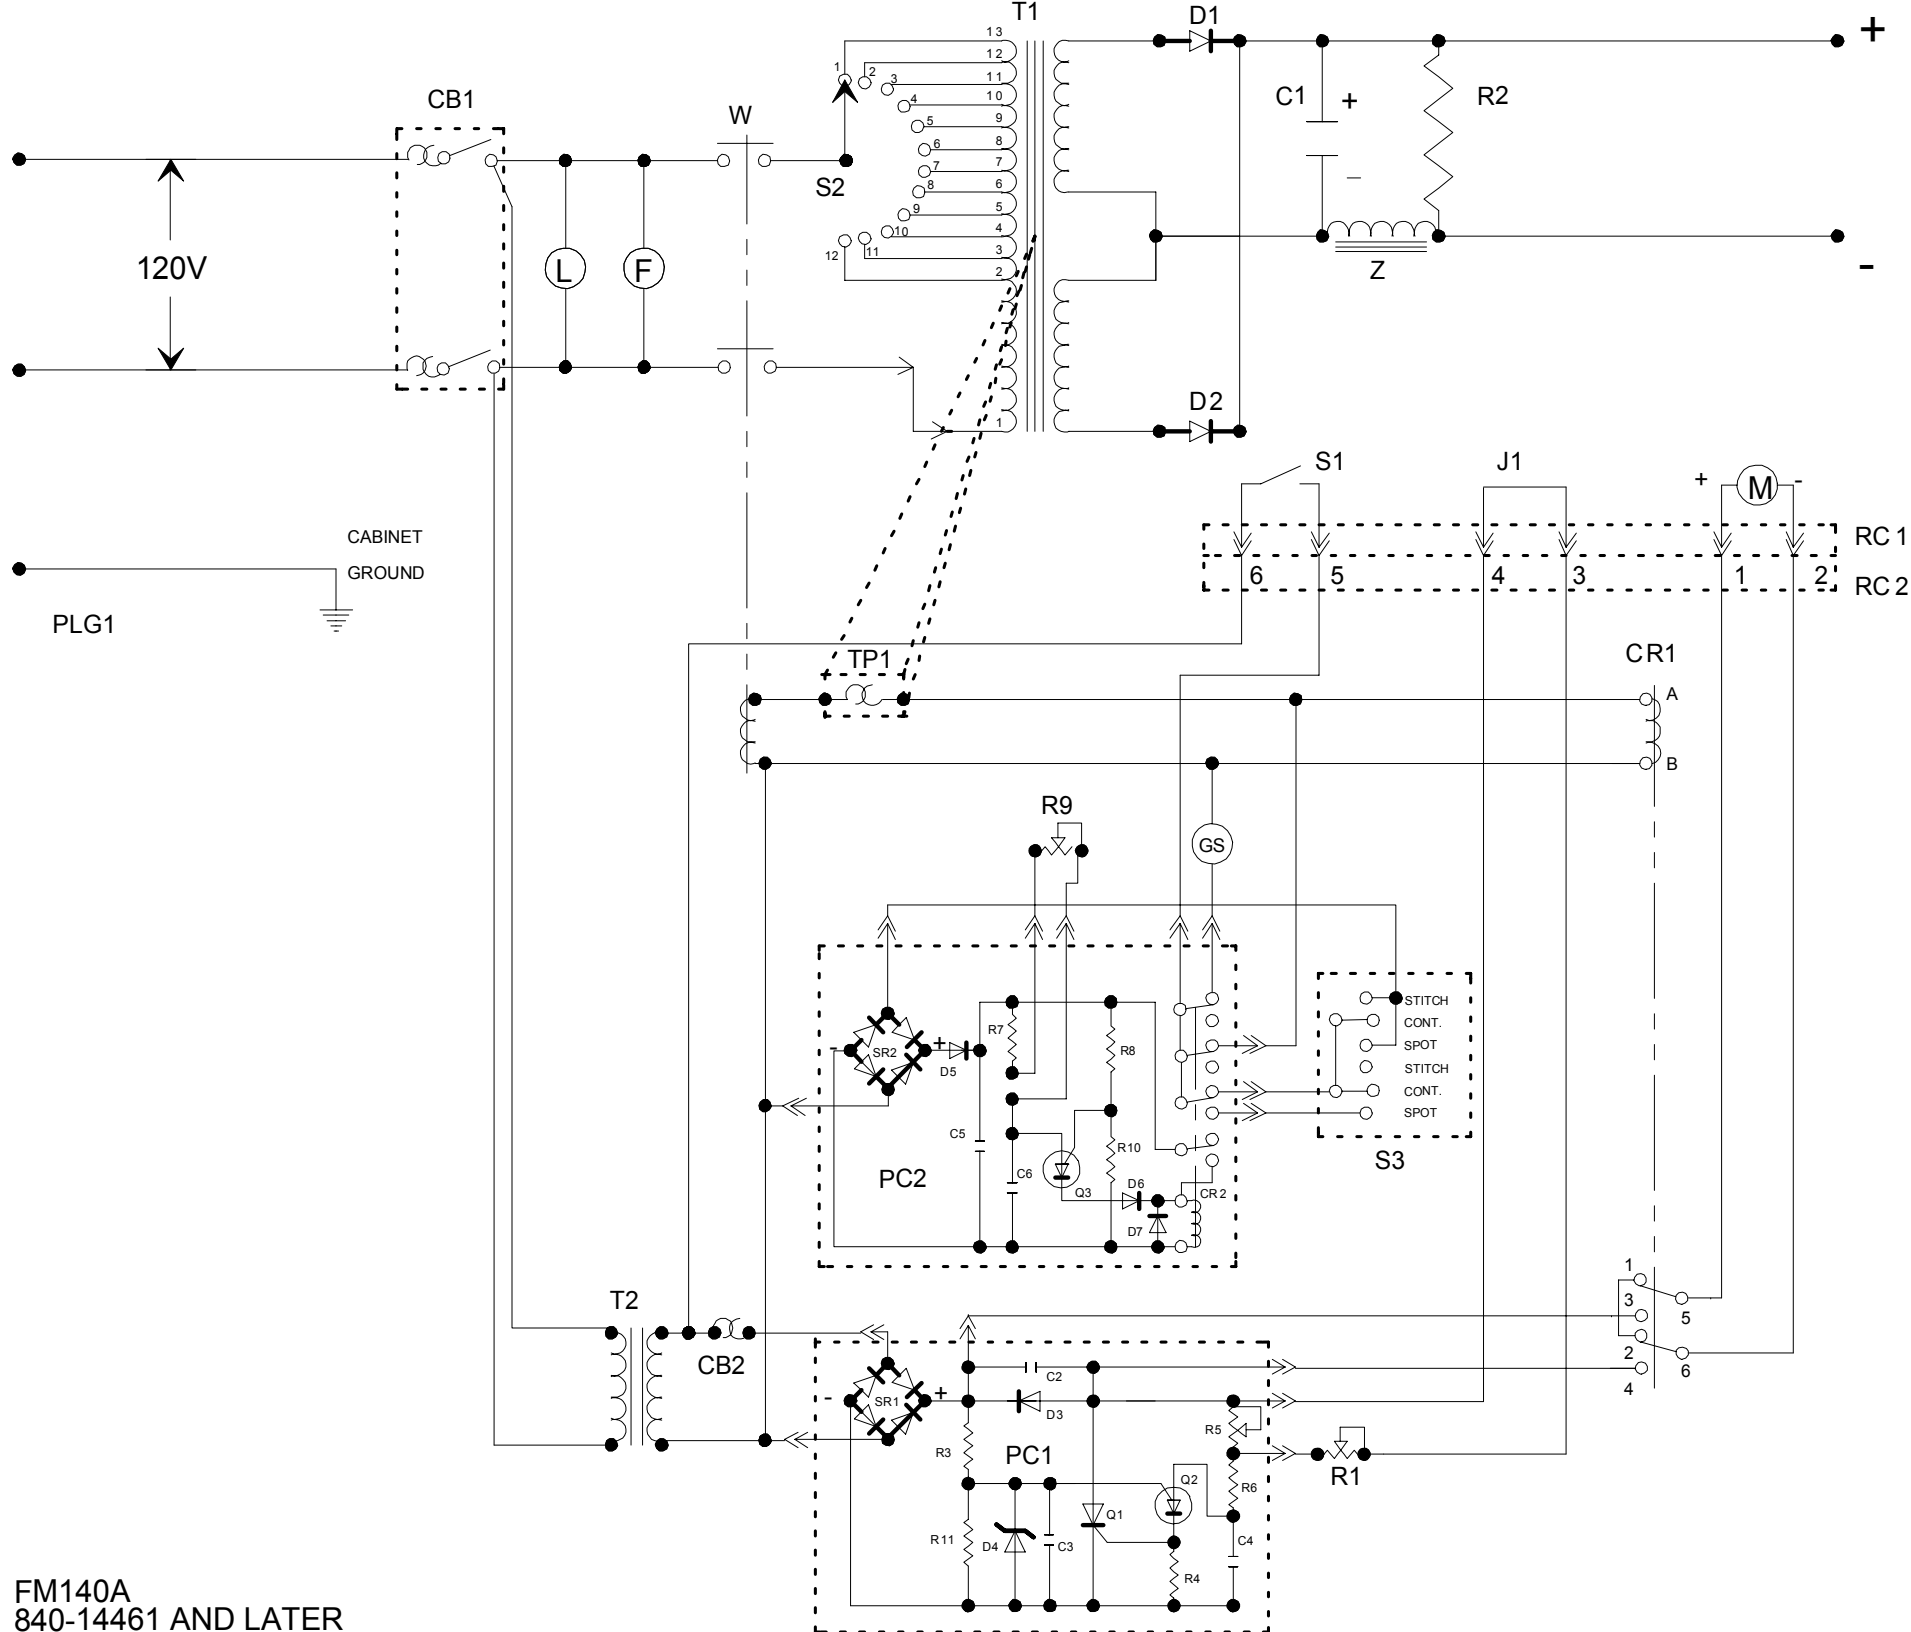 T1
D1
+
13
12
11
10
9
8
7
6
5
4
3
2
1
1
2
3
4
5
6
7
8
9
10
11
12
CB1
W
S2
C1
+
_
R2
120V
L
F
Z
-
D2
S1
J1
+
M
-
RC1
6
5
4
3
1
2
RC2
CABINET
GROUND
PLG1
TP1
CR1
A
B
R9
GS
STITCH
CONT.
SPOT
STITCH
CONT.
SPOT
S3
-
SR2
+
D5
R7
R8
C5
C6
R10
Q3
D6
D7
CR2
PC2
T2
CB2
1
3
5
2
6
4
-
SR1
+
C2
D3
R3
PC1
R5
R1
Q2
R6
Q1
R11
D4
C3
C4
R4
FM140A
840-14461 AND LATER